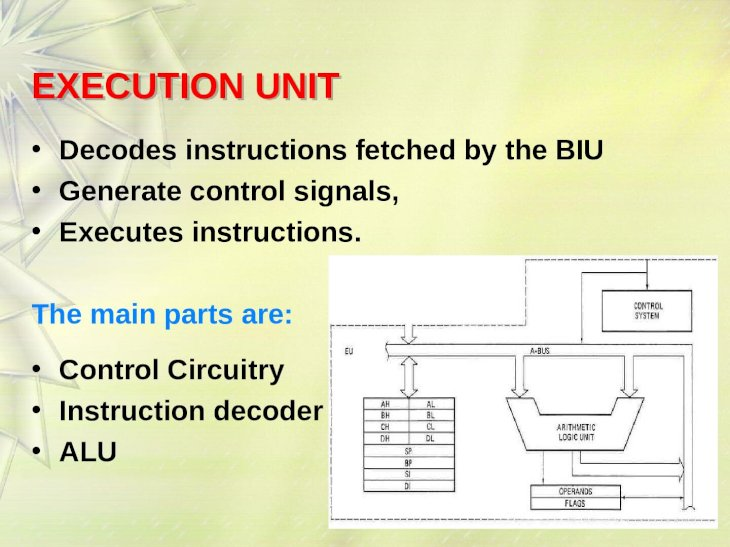 EXECUTION UNIT
• Decodes instructions fetched by the BIU
• Generate control signals,
• Executes instructions.
The main parts are:
• Control Circuitry
• Instruction decoder
• ALU
CONTROL
SYSTEM
EU
A-BUS
AH AL
BH BL
CH CL
DH DL
SP
BP
SI
DI
ARITHMETIC
LOGIC UNIT
OPERANDS
FLAGS